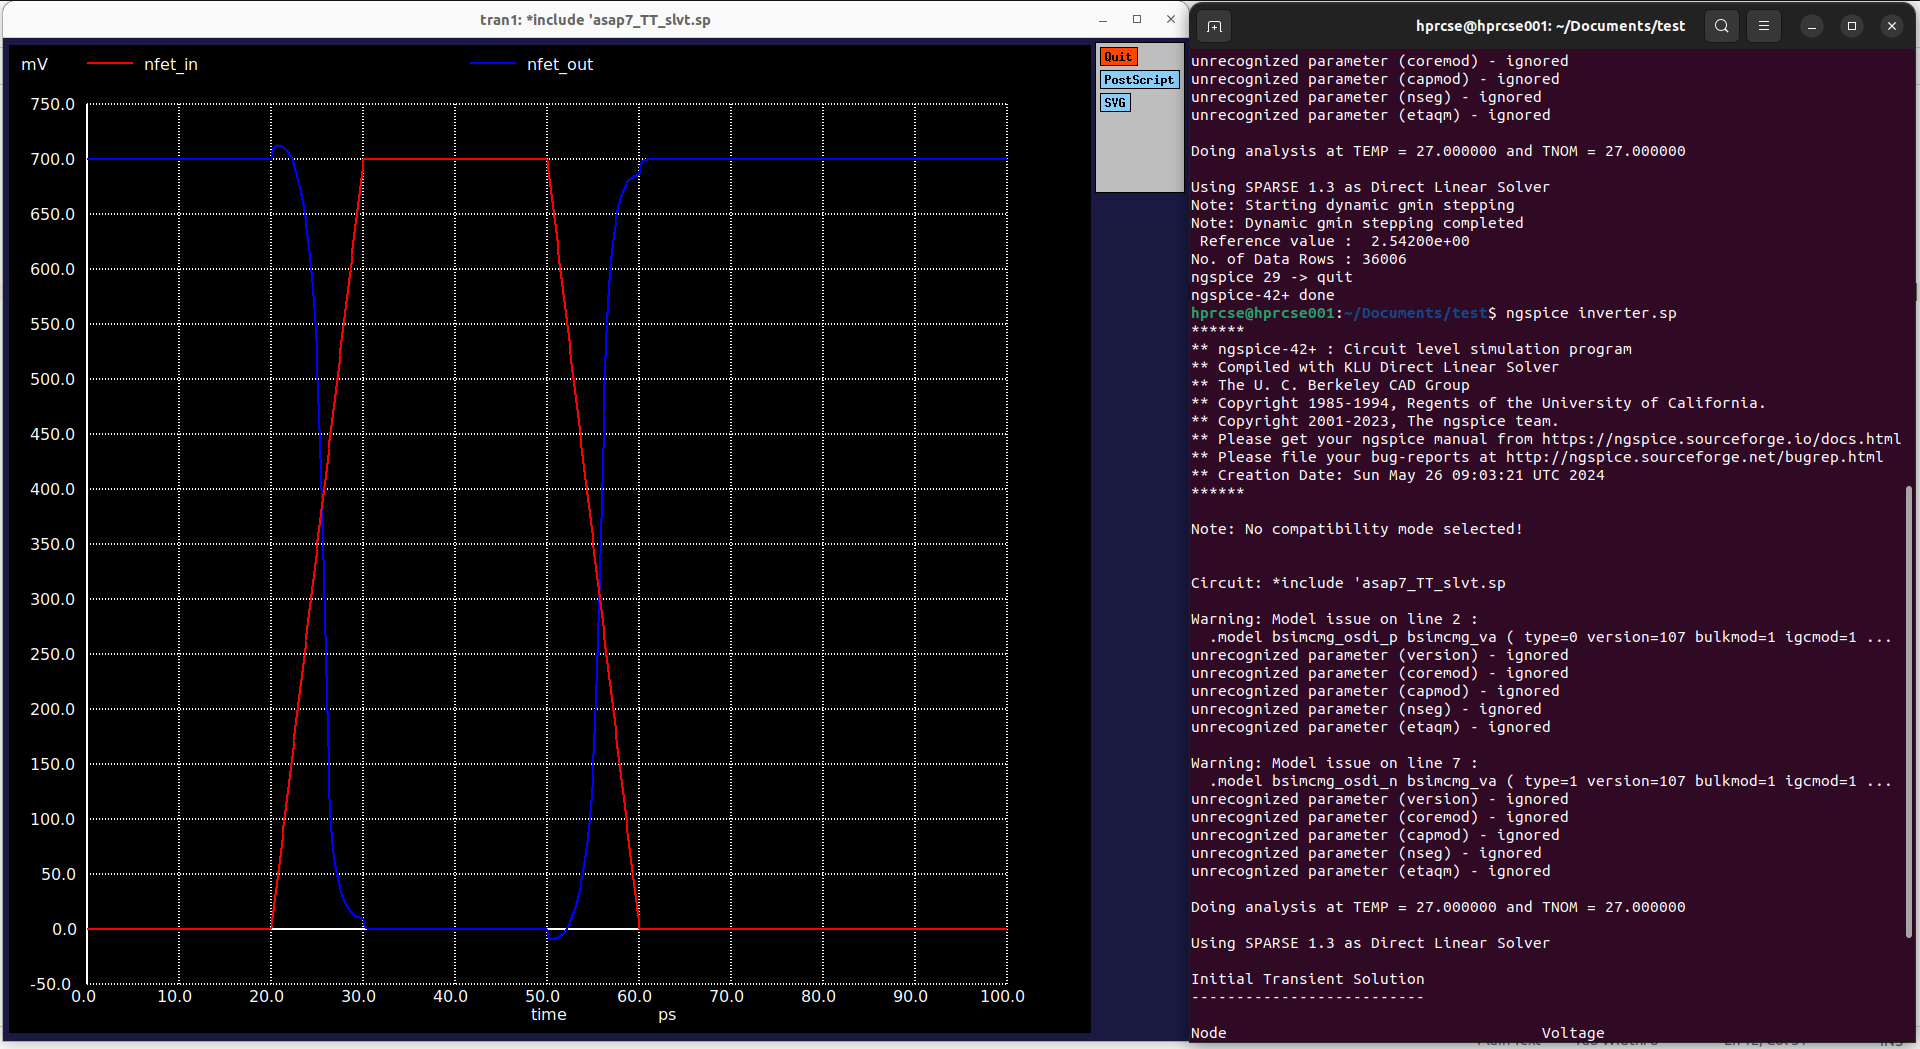 tran1: *include 'asap7_TT_slvt.sp
mV
nfet_in
nfet_out
750.0
700.0
650.0
600.0
550.0
500.0
450.0
400.0
350.0
300.0
250.0
200.0
150.0
100.0
50.0
0.0
-50.0
0.0 10.0 20.0 30.0 40.0 50.0 60.0 70.0 80.0 90.0 100.0
time ps
Quit
PostScript
SVG
hprcse@hprcse001: ~/Documents/test
unrecognized parameter (coremod) - ignored
unrecognized parameter (capmod) - ignored
unrecognized parameter (nseg) - ignored
unrecognized parameter (etaqm) - ignored
Doing analysis at TEMP = 27.000000 and TNOM = 27.000000
Using SPARSE 1.3 as Direct Linear Solver
Note: Starting dynamic gmin stepping
Note: Dynamic gmin stepping completed
Reference value :  2.54200e+00
No. of Data Rows : 36006
ngspice 29 -> quit
ngspice-42+ done
hprcse@hprcse001:~/Documents/test$ ngspice inverter.sp
******
** ngspice-42+ : Circuit level simulation program
** Compiled with KLU Direct Linear Solver
** The U. C. Berkeley CAD Group
** Copyright 1985-1994, Regents of the University of California.
** Copyright 2001-2023, The ngspice team.
** Please get your ngspice manual from https://ngspice.sourceforge.io/docs.html
** Please file your bug-reports at http://ngspice.sourceforge.net/bugrep.html
** Creation Date: Sun May 26 09:03:21 UTC 2024
******
Note: No compatibility mode selected!
Circuit: *include 'asap7_TT_slvt.sp
Warning: Model issue on line 2 :
.model bsimcmg_osdi_p bsimcmg_va ( type=0 version=107 bulkmod=1 igcmod=1 ...
unrecognized parameter (version) - ignored
unrecognized parameter (coremod) - ignored
unrecognized parameter (capmod) - ignored
unrecognized parameter (nseg) - ignored
unrecognized parameter (etaqm) - ignored
Warning: Model issue on line 7 :
.model bsimcmg_osdi_n bsimcmg_va ( type=1 version=107 bulkmod=1 igcmod=1 ...
unrecognized parameter (version) - ignored
unrecognized parameter (coremod) - ignored
unrecognized parameter (capmod) - ignored
unrecognized parameter (nseg) - ignored
unrecognized parameter (etaqm) - ignored
Doing analysis at TEMP = 27.000000 and TNOM = 27.000000
Using SPARSE 1.3 as Direct Linear Solver
Initial Transient Solution
--------------------------
Node Voltage